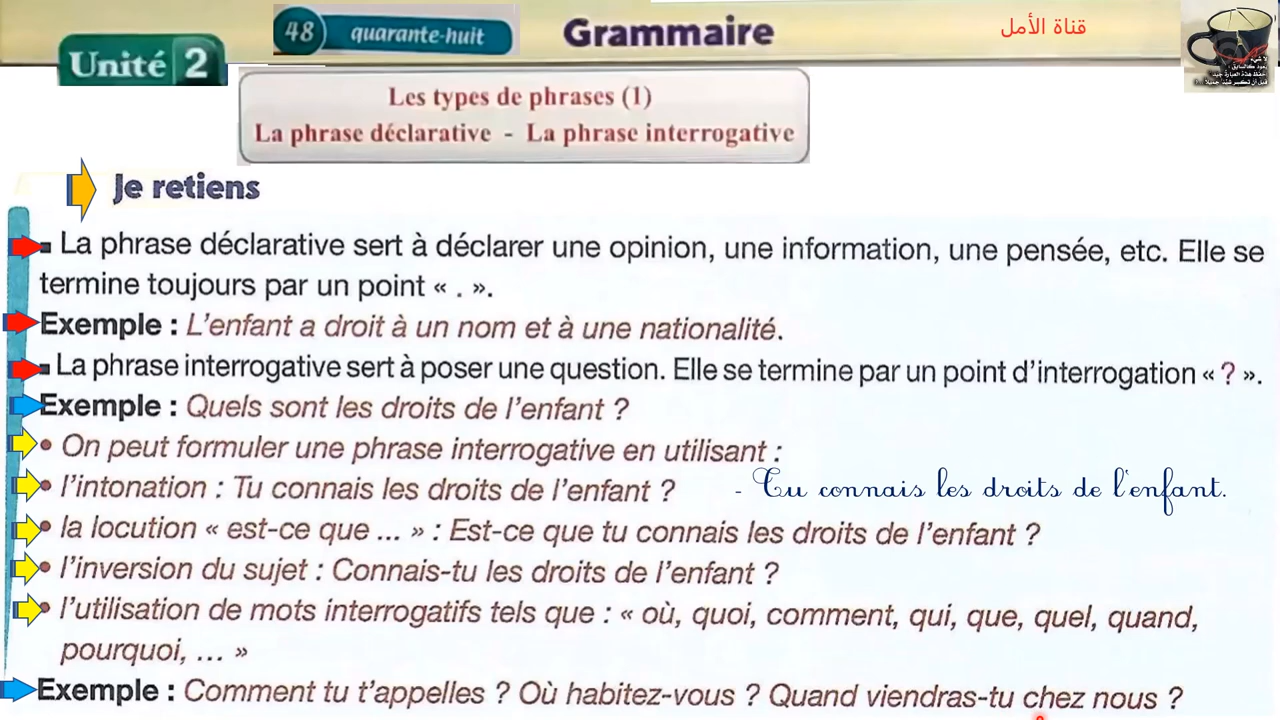 48 quarante-huit
Grammaire
قناة الأمل
Unité 2
Les types de phrases (1)
La phrase déclarative - La phrase interrogative
Je retiens
▪ La phrase déclarative sert à déclarer une opinion, une information, une pensée, etc. Elle se
termine toujours par un point « . ».
Exemple : L'enfant a droit à un nom et à une nationalité.
▪ La phrase interrogative sert à poser une question. Elle se termine par un point d'interrogation « ? ».
Exemple : Quels sont les droits de l'enfant ?
• On peut formuler une phrase interrogative en utilisant :
• l'intonation : Tu connais les droits de l'enfant ?
- Tu connais les droits de l'enfant.
• la locution « est-ce que ... » : Est-ce que tu connais les droits de l'enfant ?
• l'inversion du sujet : Connais-tu les droits de l'enfant ?
• l'utilisation de mots interrogatifs tels que : « où, quoi, comment, qui, que, quel, quand,
pourquoi, ... »
Exemple : Comment tu t'appelles ? Où habitez-vous ? Quand viendras-tu chez nous ?